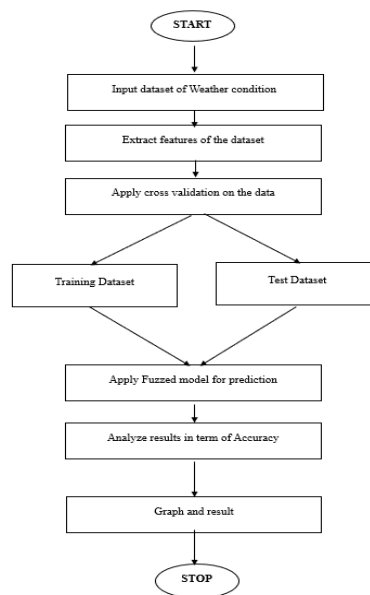 START
Input dataset of Weather condition
Extract features of the dataset
Apply cross validation on the data
Training Dataset
Test Dataset
Apply Fuzzed model for prediction
Analyze results in term of Accuracy
Graph and result
STOP